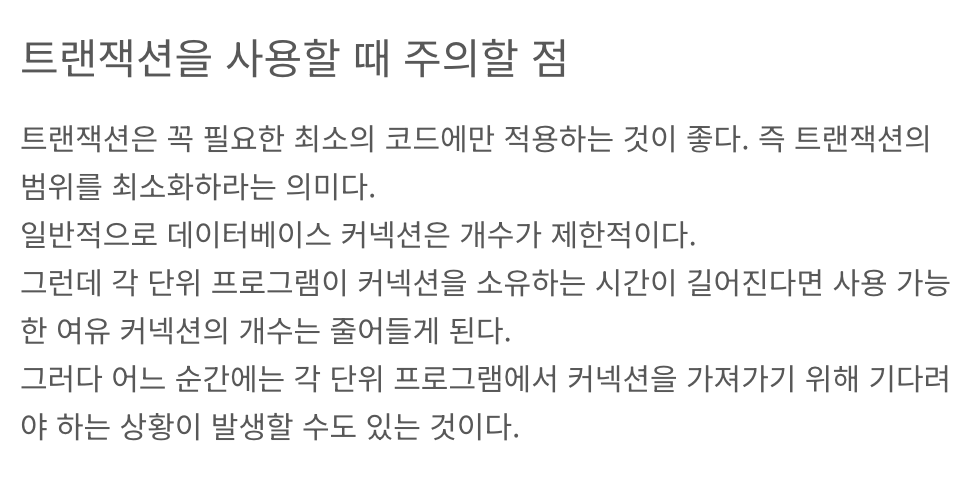 트랜잭션을 사용할 때 주의할 점
트랜잭션은 꼭 필요한 최소의 코드에만 적용하는 것이 좋다. 즉 트랜잭션의
범위를 최소화하라는 의미다.
일반적으로 데이터베이스 커넥션은 개수가 제한적이다.
그런데 각 단위 프로그램이 커넥션을 소유하는 시간이 길어진다면 사용 가능
한 여유 커넥션의 개수는 줄어들게 된다.
그러다 어느 순간에는 각 단위 프로그램에서 커넥션을 가져가기 위해 기다려
야 하는 상황이 발생할 수도 있는 것이다.